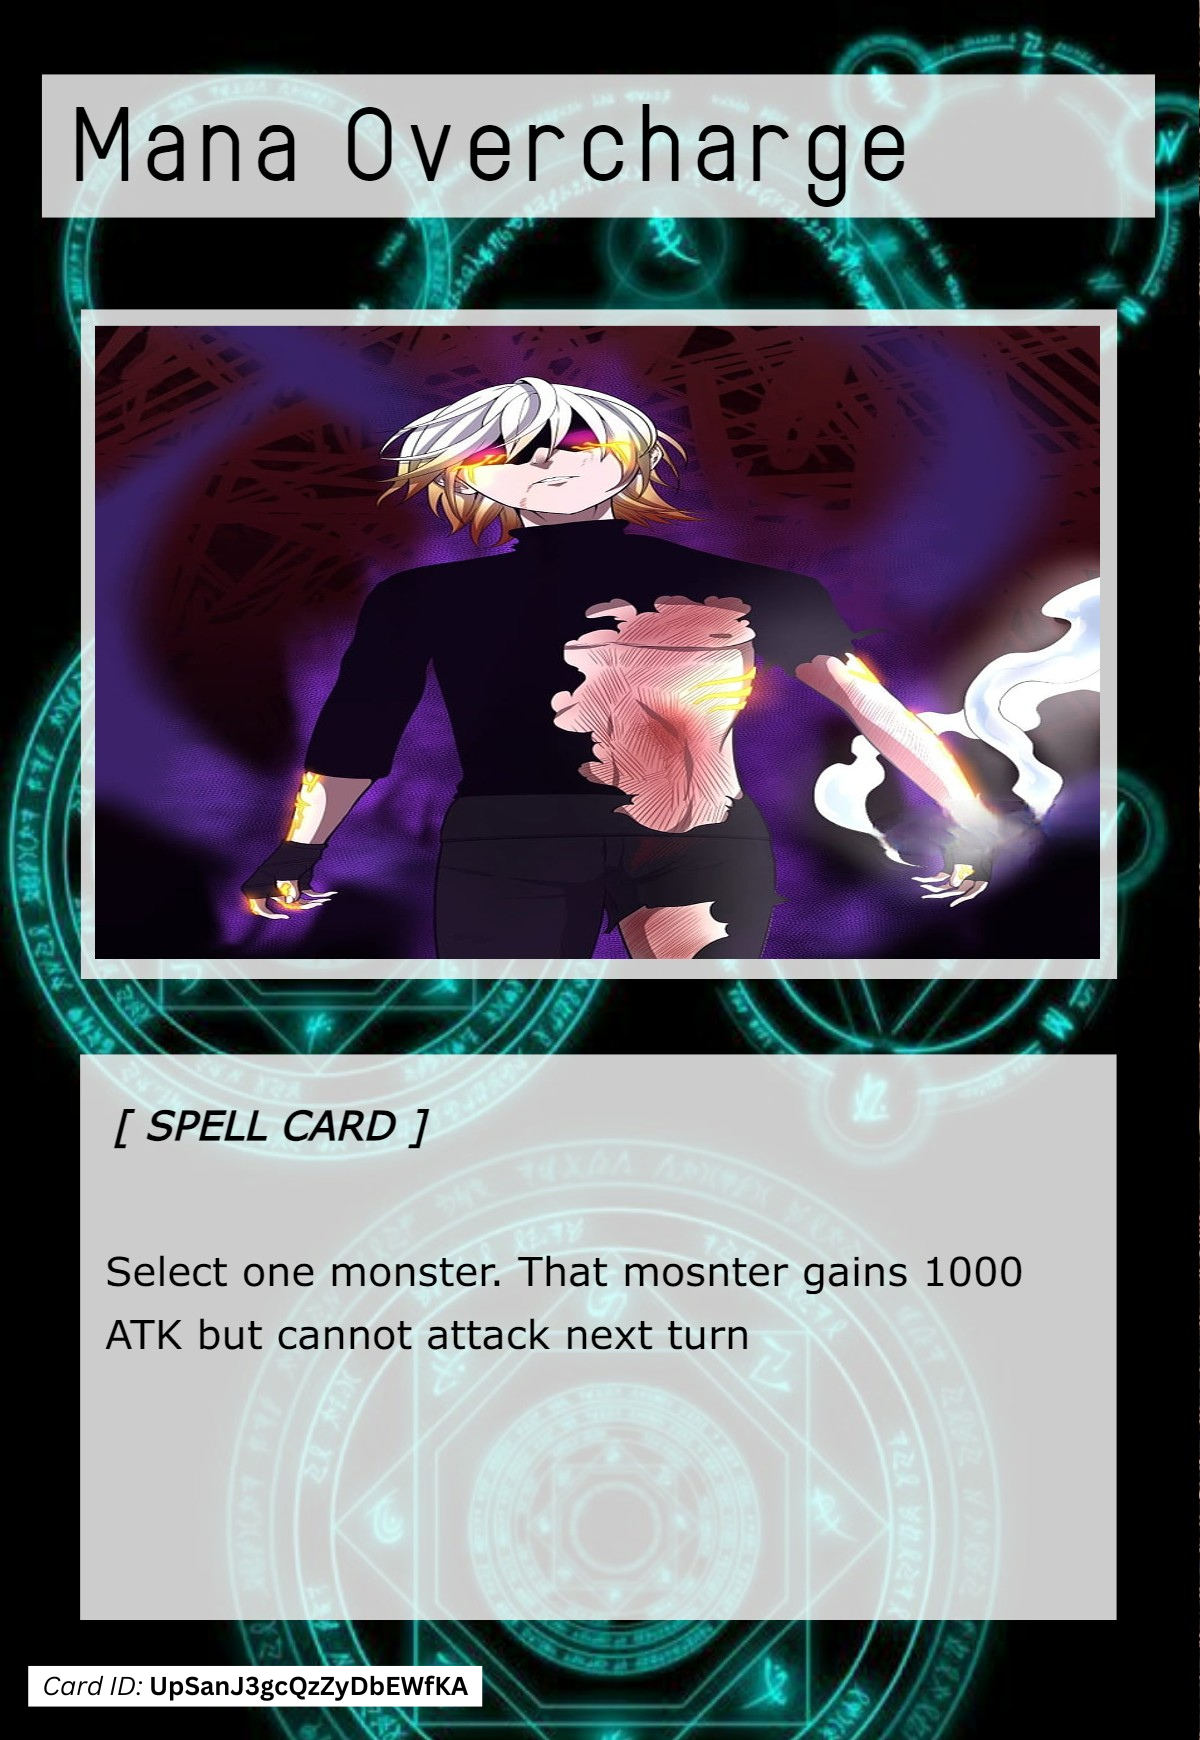 Mana Overcharge
[ SPELL CARD ]
Select one monster. That mosnter gains 1000
ATK but cannot attack next turn
Card ID: UpSanJ3gcQzZyDbEWfKA